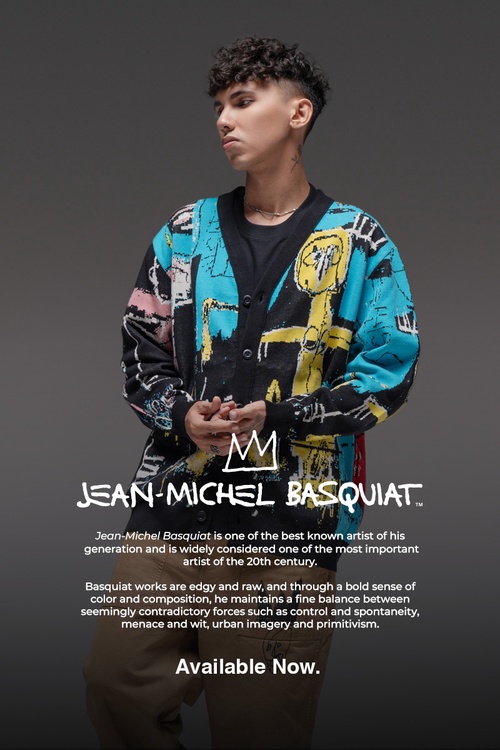 JEAN-MICHEL BASQUIAT™
Jean-Michel Basquiat is one of the best known artist of his
generation and is widely considered one of the most important
artist of the 20th century.
Basquiat works are edgy and raw, and through a bold sense of
color and composition, he maintains a fine balance between
seemingly contradictory forces such as control and spontaneity,
menace and wit, urban imagery and primitivism.
Available Now.